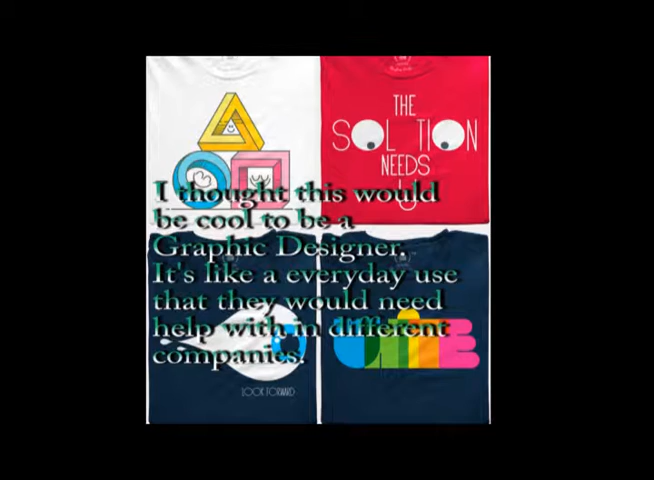 THE
SOL TION
NEEDS
U
I thought this would
be cool to be a
Graphic Designer.
It's like a everyday use
that they would need
help with in different
companies.
LOOK FORWARD
UNITE